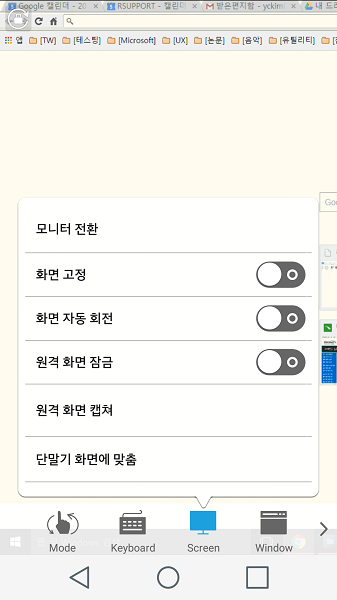 Google 캘린더 - 20
RSUPPORT - 캘린더
받은편지함 - yckim
내 드라
앱 [TW] [테스팅] [Microsoft] [UX] [논문] [음악] [유틸리티]
Goo
모니터 전환
화면 고정
화면 자동 회전
원격 화면 잠금
원격 화면 캡쳐
단말기 화면에 맞춤
Mode Keyboard Screen Window